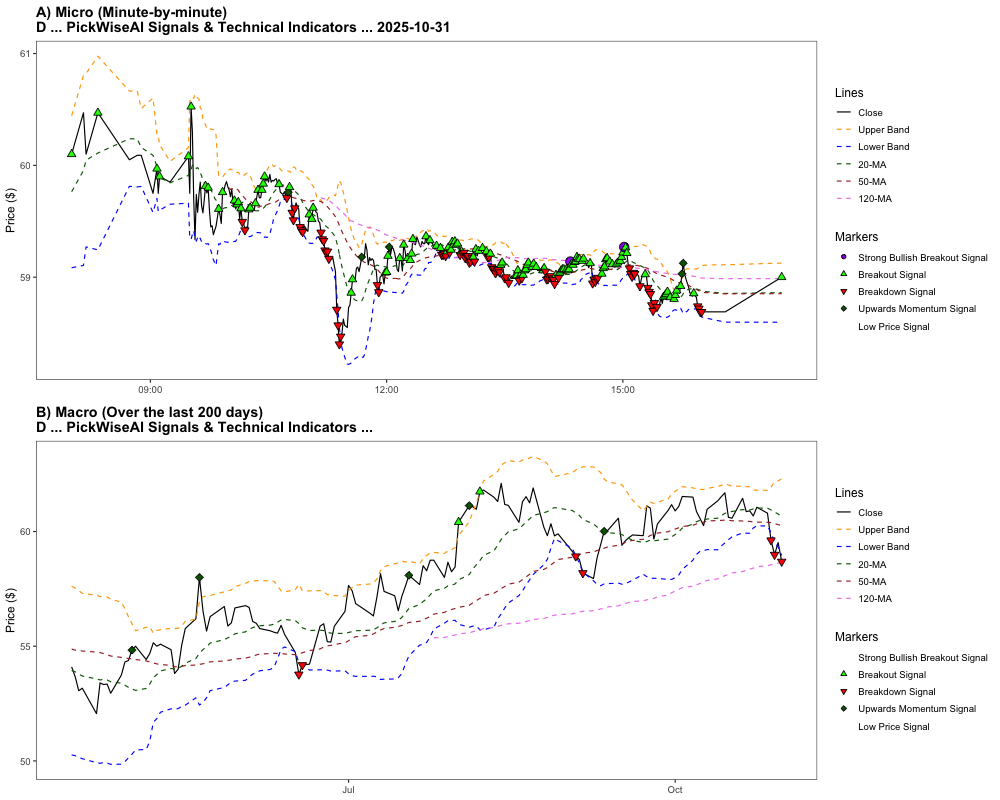 A) Micro (Minute-by-minute)
D ... PickWiseAI Signals & Technical Indicators ... 2025-10-31
61
60
59
Price ($)
09:00
12:00
15:00
Lines
Close
Upper Band
Lower Band
20-MA
50-MA
120-MA
Markers
Strong Bullish Breakout Signal
Breakout Signal
Breakdown Signal
Upwards Momentum Signal
Low Price Signal
B) Macro (Over the last 200 days)
D ... PickWiseAI Signals & Technical Indicators ...
60
55
50
Price ($)
Jul
Oct
Lines
Close
Upper Band
Lower Band
20-MA
50-MA
120-MA
Markers
Strong Bullish Breakout Signal
Breakout Signal
Breakdown Signal
Upwards Momentum Signal
Low Price Signal